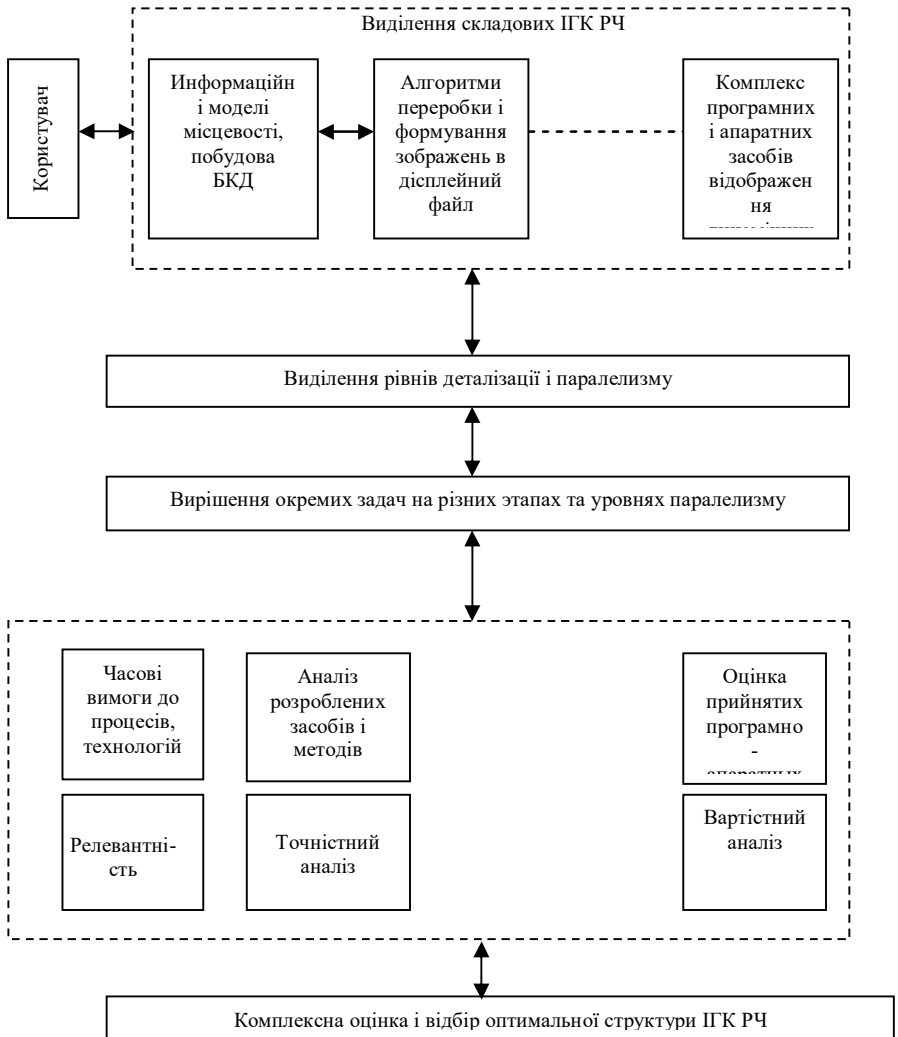 Виділення складових ІГК РЧ
Користувач
Информаційн
і моделі
місцевості,
побудова
БКД
Алгоритми
переробки і
формування
зображень в
дісплейний
файл
Комплекс
програмних
і апаратних
засобів
відображен
ня
Виділення рівнів деталізації і паралелизму
Вирішення окремих задач на різних этапах та уровнях паралелизму
Часові
вимоги до
процесів,
технологій
Аналіз
розроблених
засобів і
методів
Оцінка
прийнятих
програмно
-
Релевантні-
сть
Точністний
аналіз
Вартістний
аналіз
Комплексна оцінка і відбір оптимальної структури ІГК РЧ